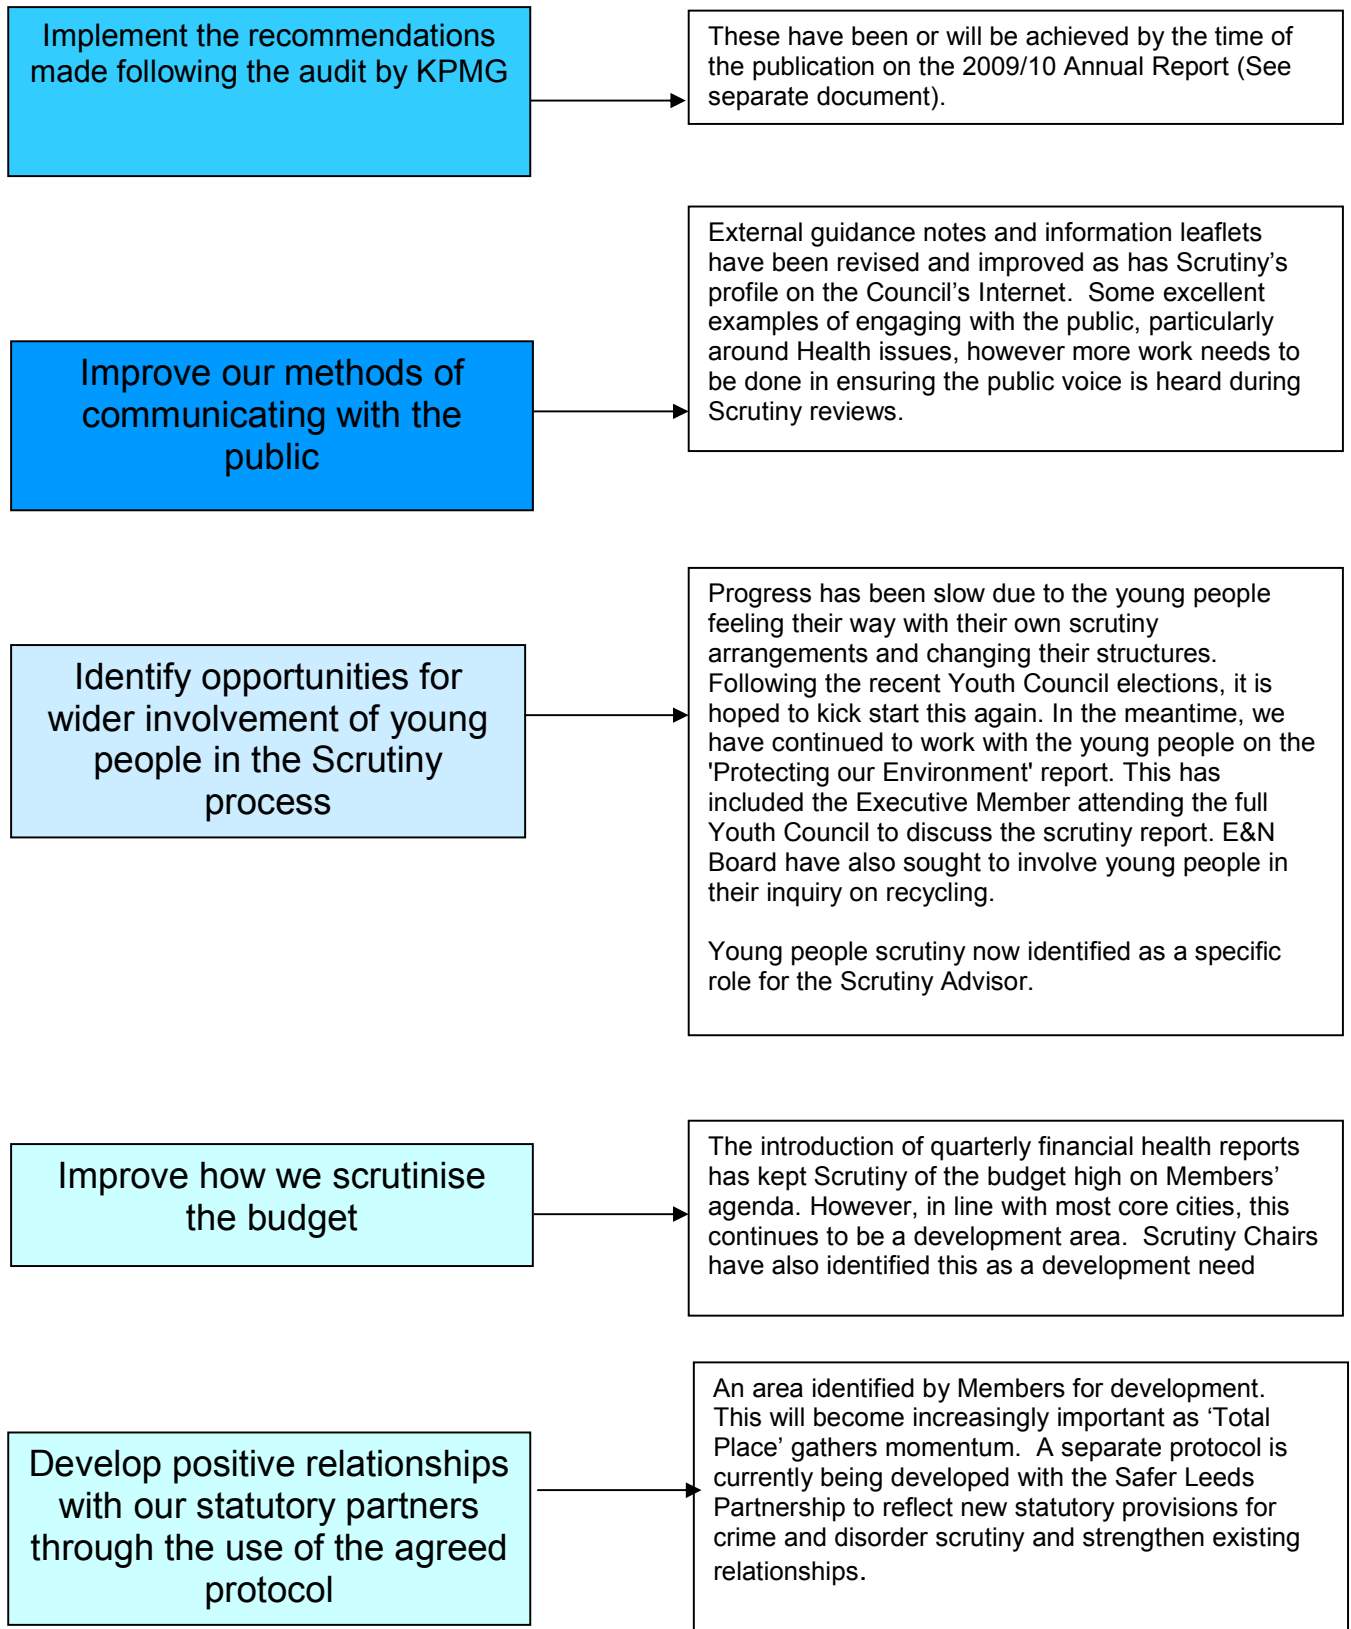 Implement the recommendations
made following the audit by KPMG
These have been or will be achieved by the time of
the publication on the 2009/10 Annual Report (See
separate document).
Improve our methods of
communicating with the
public
External guidance notes and information leaflets
have been revised and improved as has Scrutiny’s
profile on the Council’s Internet.  Some excellent
examples of engaging with the public, particularly
around Health issues, however more work needs to
be done in ensuring the public voice is heard during
Scrutiny reviews.
Identify opportunities for
wider involvement of young
people in the Scrutiny
process
Progress has been slow due to the young people
feeling their way with their own scrutiny
arrangements and changing their structures.
Following the recent Youth Council elections, it is
hoped to kick start this again. In the meantime, we
have continued to work with the young people on the
'Protecting our Environment' report. This has
included the Executive Member attending the full
Youth Council to discuss the scrutiny report. E&N
Board have also sought to involve young people in
their inquiry on recycling.
Young people scrutiny now identified as a specific
role for the Scrutiny Advisor.
Improve how we scrutinise
the budget
The introduction of quarterly financial health reports
has kept Scrutiny of the budget high on Members’
agenda. However, in line with most core cities, this
continues to be a development area.  Scrutiny Chairs
have also identified this as a development need
Develop positive relationships
with our statutory partners
through the use of the agreed
protocol
An area identified by Members for development.
This will become increasingly important as ‘Total
Place’ gathers momentum.  A separate protocol is
currently being developed with the Safer Leeds
Partnership to reflect new statutory provisions for
crime and disorder scrutiny and strengthen existing
relationships.